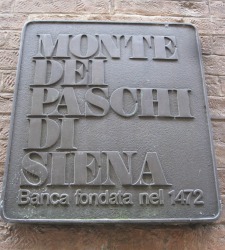 MONTE
DEI
PASCHI
DI
SIENA
Banca fondata nel 1472